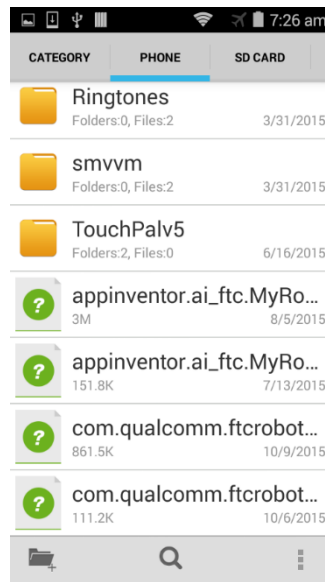 7:26 am
CATEGORY PHONE SD CARD
Ringtones
Folders:0, Files:2 3/31/2015
smvvm
Folders:0, Files:2 3/31/2015
TouchPalv5
Folders:2, Files:0 6/16/2015
appinventor.ai_ftc.MyRo...
3M 8/5/2015
appinventor.ai_ftc.MyRo...
151.8K 7/13/2015
com.qualcomm.ftcrobot...
861.5K 10/9/2015
com.qualcomm.ftcrobot...
111.2K 10/6/2015